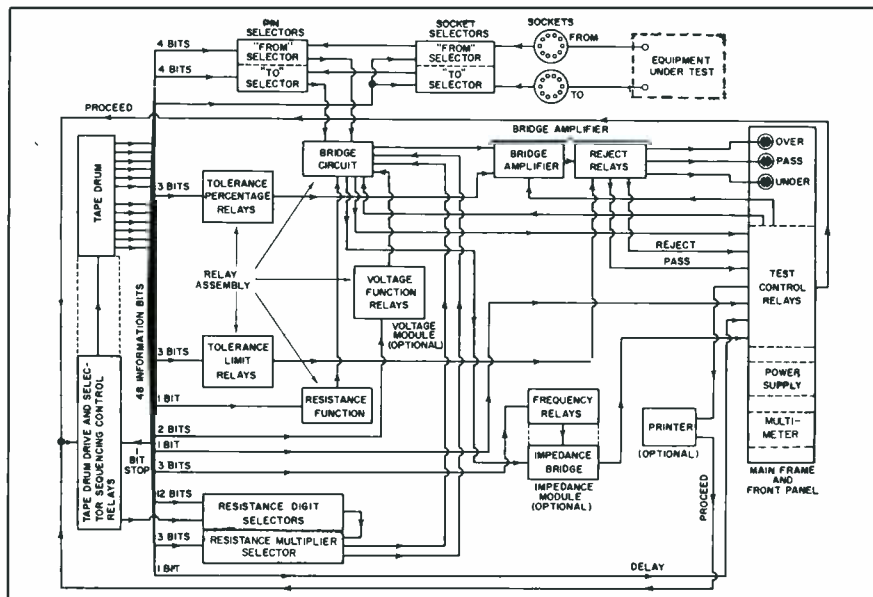 PIN
SELECTORS
SOCKET
SELECTORS
SOCKETS
4 BITS
"FROM"
SELECTOR
"FROM"
SELECTOR
FROM
4 BITS
"TO"
SELECTOR
"TO"
SELECTOR
TO
EQUIPMENT
UNDER TEST
PROCEED
BRIDGE AMPLIFIER
TAPE DRUM
BRIDGE
CIRCUIT
BRIDGE
AMPLIFIER
REJECT
RELAYS
OVER
PASS
UNDER
3 BITS
TOLERANCE
PERCENTAGE
RELAYS
RELAY
ASSEMBLY
VOLTAGE
FUNCTION
RELAYS
VOLTAGE
MODULE
(OPTIONAL)
REJECT
PASS
TEST
CONTROL
RELAYS
48 INFORMATION BITS
3 BITS
TOLERANCE
LIMIT
RELAYS
1 BIT
RESISTANCE
FUNCTION
FREQUENCY
RELAYS
POWER
SUPPLY
TAPE DRUM DRIVE AND SELEC-
TOR SEQUENCING CONTROL
RELAYS
1
BIT
STOP
2 BITS
1 BIT
3 BITS
IMPEDANCE
BRIDGE
IMPEDANCE
MODULE
(OPTIONAL)
PRINTER
(OPTIONAL)
MULTI-
METER
MAIN FRAME
AND
FRONT PANEL
12 BITS
RESISTANCE DIGIT
SELECTORS
3 BITS
RESISTANCE MULTIPLIER
SELECTOR
PROCEED
1 BIT
DELAY